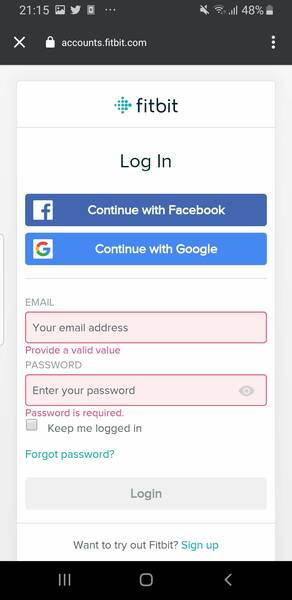 21:15 48%
accounts.fitbit.com
fitbit
Log In
Continue with Facebook
Continue with Google
EMAIL
Your email address
Provide a valid value
PASSWORD
Enter your password
Password is required.
Keep me logged in
Forgot password?
Login
Want to try out Fitbit? Sign up